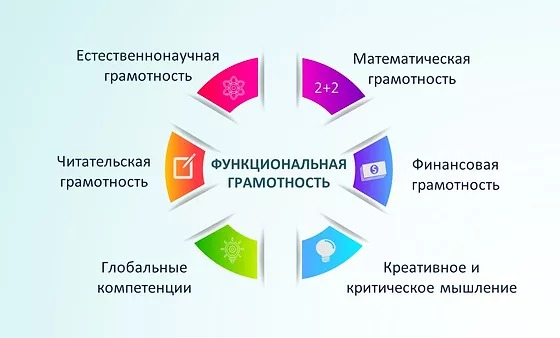 Естественнонаучная
грамотность
Математическая
грамотность
2+2
Читательская
грамотность
ФУНКЦИОНАЛЬНАЯ
ГРАМОТНОСТЬ
$
Финансовая
грамотность
Глобальные
компетенции
Креативное и
критическое мышление